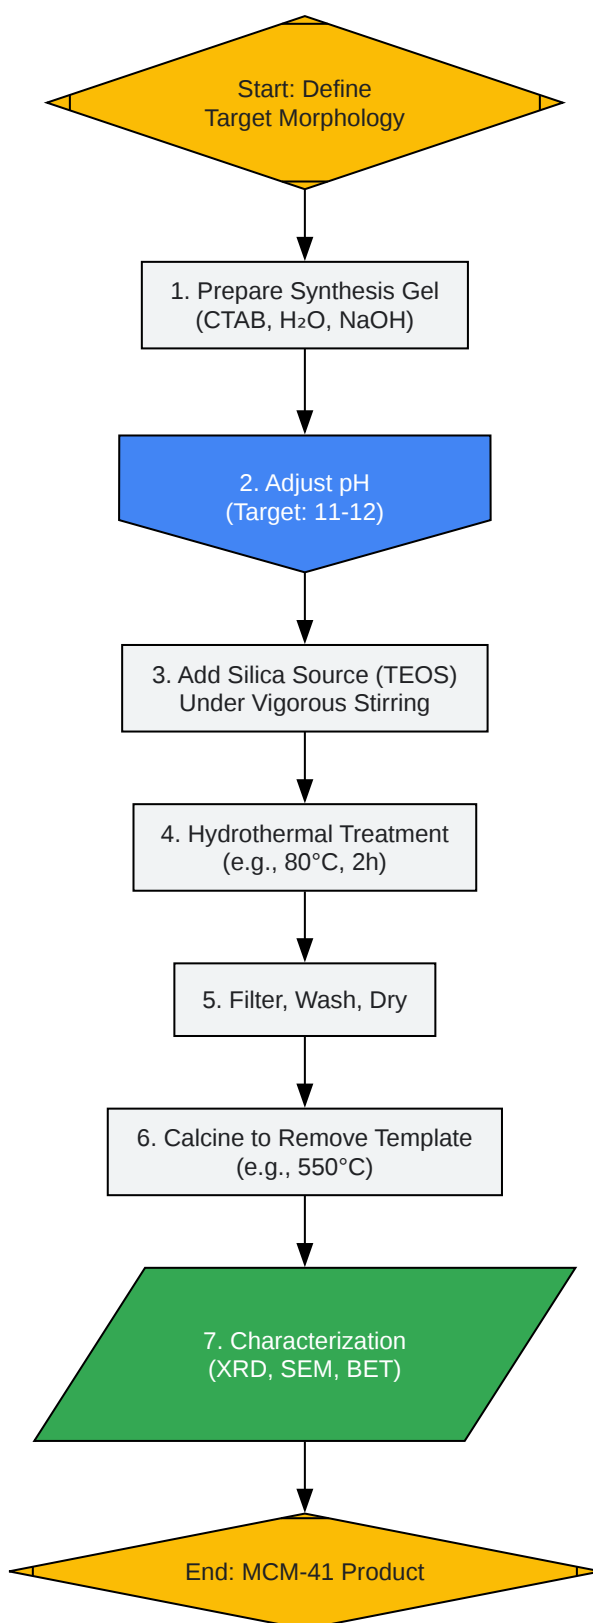 Start: Define
Target Morphology
1. Prepare Synthesis Gel
(CTAB, H₂O, NaOH)
2. Adjust pH
(Target: 11-12)
3. Add Silica Source (TEOS)
Under Vigorous Stirring
4. Hydrothermal Treatment
(e.g., 80°C, 2h)
5. Filter, Wash, Dry
6. Calcine to Remove Template
(e.g., 550°C)
7. Characterization
(XRD, SEM, BET)
End: MCM-41 Product